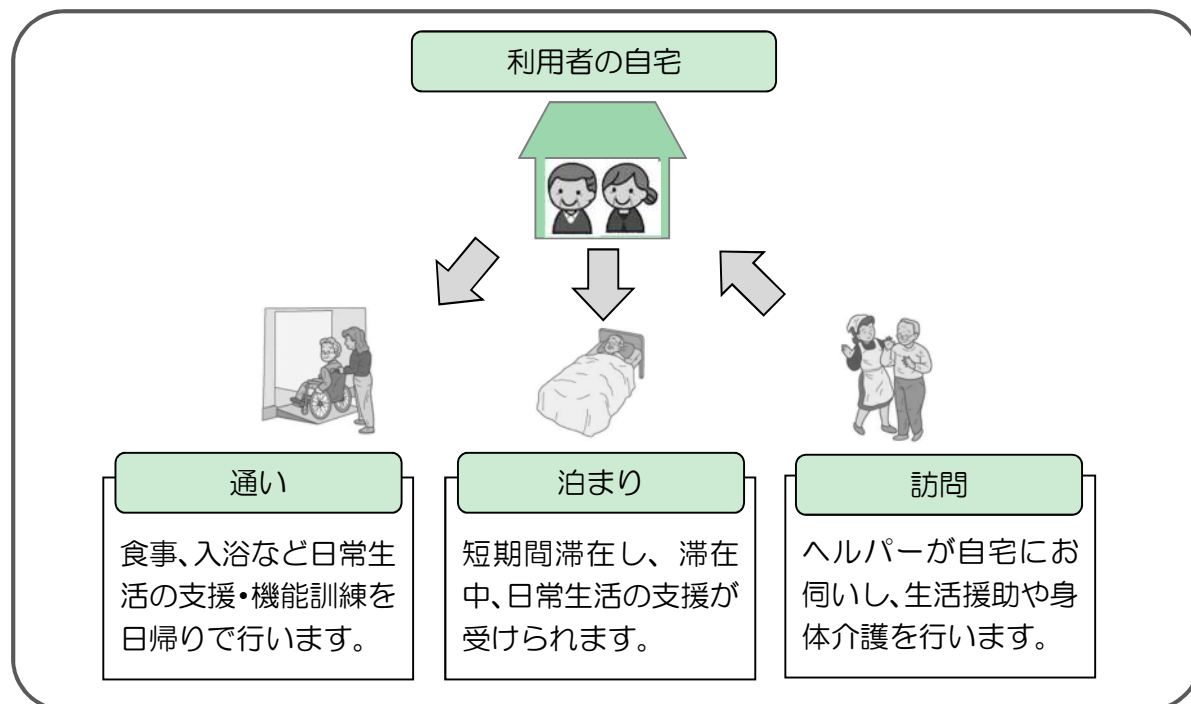 利用者の自宅
通い
食事、入浴など日常生
活の支援・機能訓練を
日帰りで行います。
泊まり
短期間滞在し、滞在
中、日常生活の支援が
受けられます。
訪問
ヘルパーが自宅にお
伺いし、生活援助や身
体介護を行います。